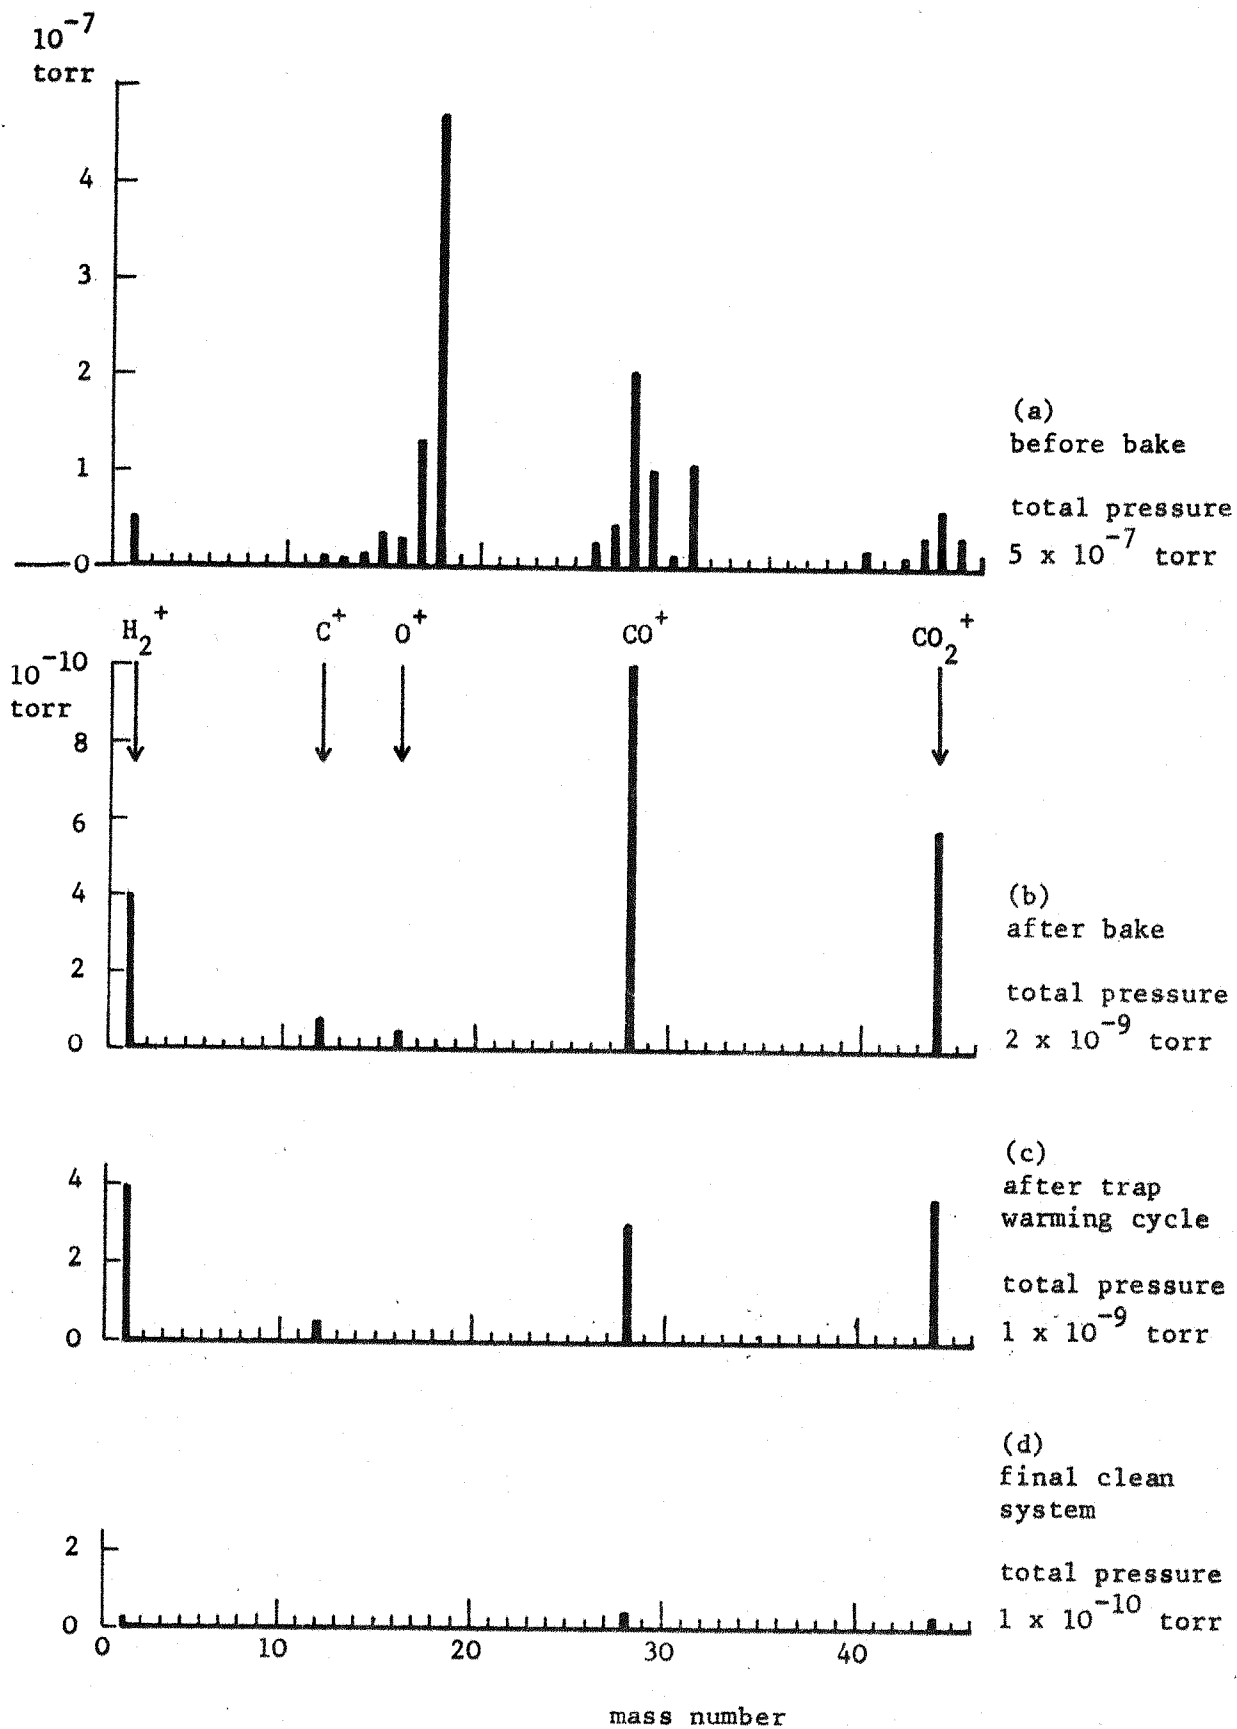 10^-7
torr
4
3
2
1
0
(a)
before bake
total pressure
5 x 10^-7 torr
H2^+ C^+ O^+ CO^+ CO2^+
10^-10
torr
8
6
4
2
0
(b)
after bake
total pressure
2 x 10^-9 torr
4
2
0
(c)
after trap
warming cycle
total pressure
1 x 10^-9 torr
2
0
(d)
final clean
system
total pressure
1 x 10^-10 torr
0 10 20 30 40
mass number